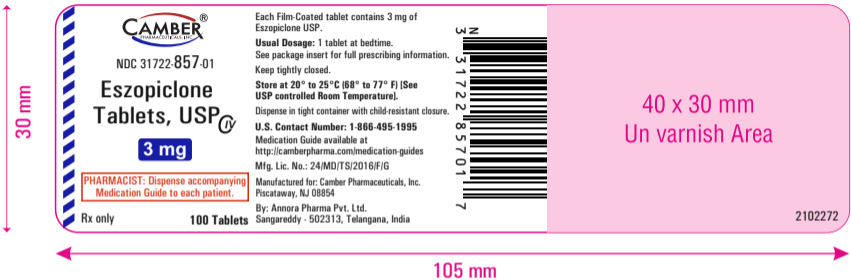 30 mm
CAMBER®
PHARMACEUTICALS, INC.
NDC 31722-857-01
Eszopiclone
Tablets, USP CIV
3 mg
PHARMACIST: Dispense accompanying
Medication Guide to each patient.
Rx only
100 Tablets
Each Film-Coated tablet contains 3 mg of
Eszopiclone USP.
Usual Dosage: 1 tablet at bedtime.
See package insert for full prescribing information.
Keep tightly closed.
Store at 20° to 25°C (68° to 77° F) [See
USP controlled Room Temperature].
Dispense in tight container with child-resistant closure.
U.S. Contact Number: 1-866-495-1995
Medication Guide available at
http://camberpharma.com/medication-guides
Mfg. Lic. No.: 24/MD/TS/2016/F/G
Manufactured for: Camber Pharmaceuticals, Inc.
Piscataway, NJ 08854
By: Annora Pharma Pvt. Ltd.
Sangareddy - 502313, Telangana, India
N
3 31722 85701 7
40 x 30 mm
Un varnish Area
2102272
105 mm